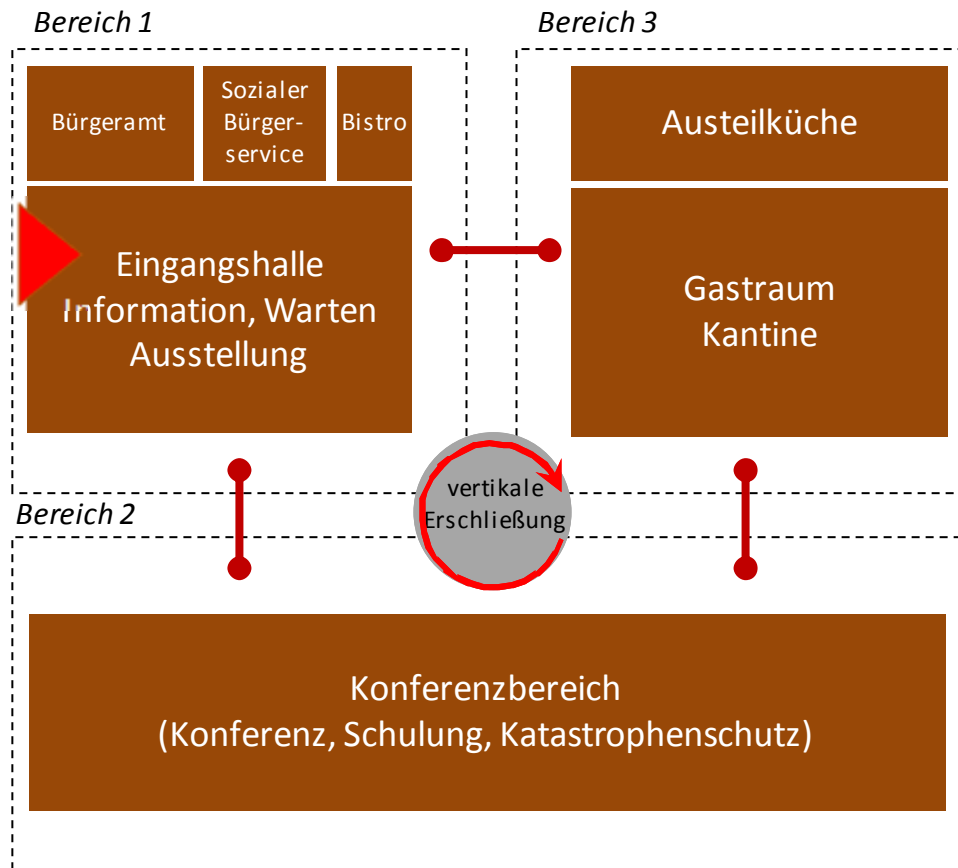 Bereich 1
Bürgeramt
Sozialer
Bürger-
service
Bistro
Eingangshalle
Information, Warten
Ausstellung
Bereich 3
Austeilküche
Gastraum
Kantine
vertikale
Erschließung
Bereich 2
Konferenzbereich
(Konferenz, Schulung, Katastrophenschutz)